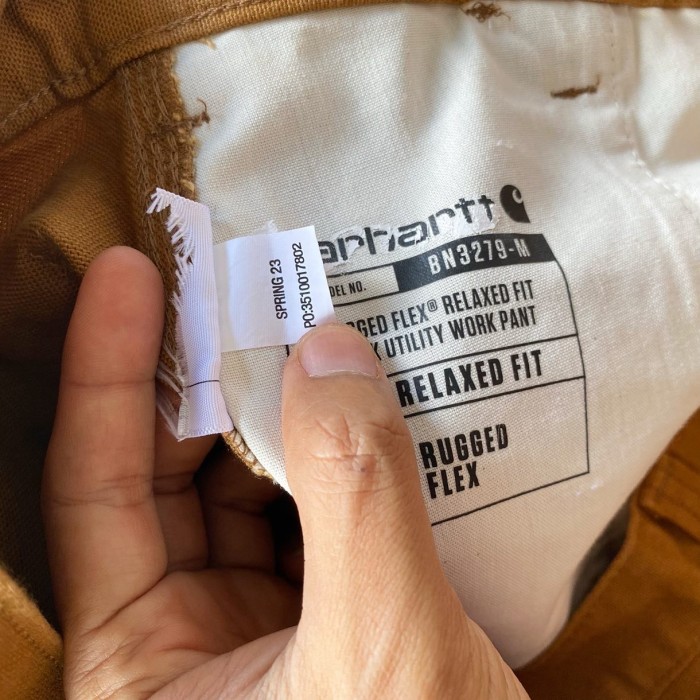 SPRING 23
PO:3510017802
arhartt
DEL NO.
BN3279-M
GED FLEX® RELAXED FIT
K UTILITY WORK PANT
RELAXED FIT
RUGGED
FLEX